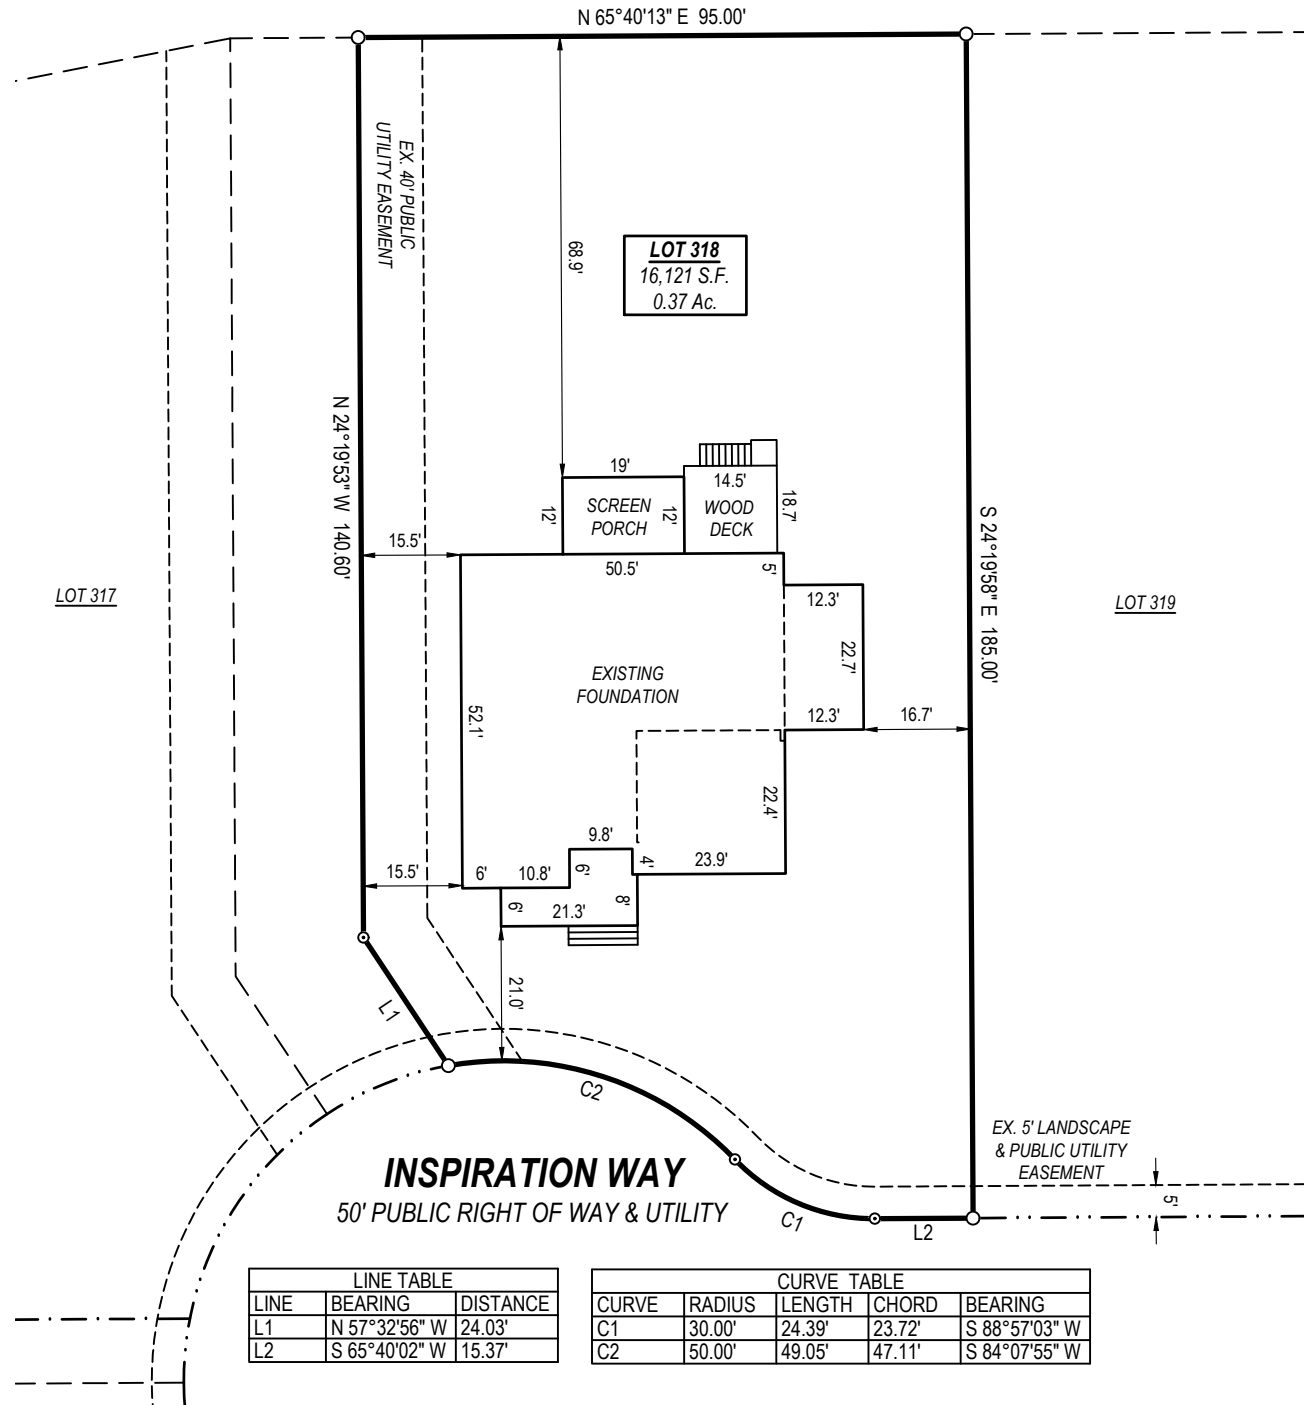 N 65°40'13" E 95.00'
EX. 40' PUBLIC
UTILITY EASEMENT
68.9'
LOT 318
16,121 S.F.
0.37 Ac.
N 24°19'53" W 140.60'
S 24°19'58" E 185.00'
19'
14.5'
SCREEN
PORCH
12'
12'
WOOD
DECK
18.7'
15.5'
50.5'
5'
12.3'
LOT 317
LOT 319
EXISTING
FOUNDATION
22.7'
52.1'
12.3'
16.7'
22.4'
9.8'
15.5'
6'
10.8'
6'
4'
23.9'
6'
21.3'
8'
21.0'
L1
C2
EX. 5' LANDSCAPE
& PUBLIC UTILITY
EASEMENT
INSPIRATION WAY
50' PUBLIC RIGHT OF WAY & UTILITY
C1
L2
5'
LINE TABLE
LINE BEARING DISTANCE
L1 N 57°32'56" W 24.03'
L2 S 65°40'02" W 15.37'
CURVE TABLE
CURVE RADIUS LENGTH CHORD BEARING
C1 30.00' 24.39' 23.72' S 88°57'03" W
C2 50.00' 49.05' 47.11' S 84°07'55" W